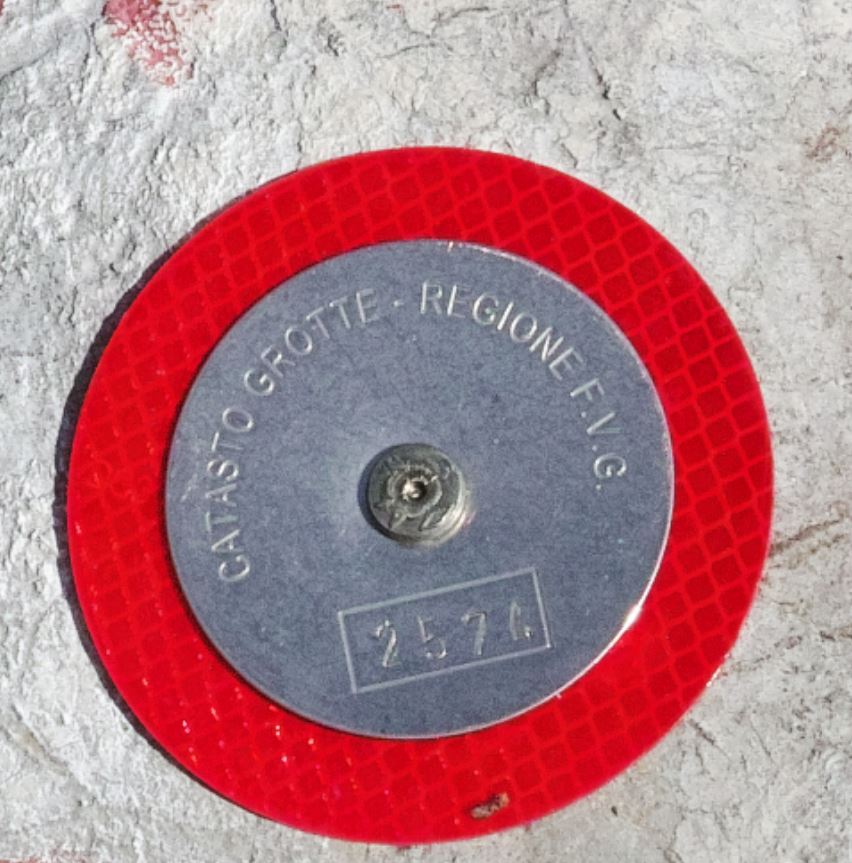 CATASTO GROTTE - REGIONE F.V.G.
2574